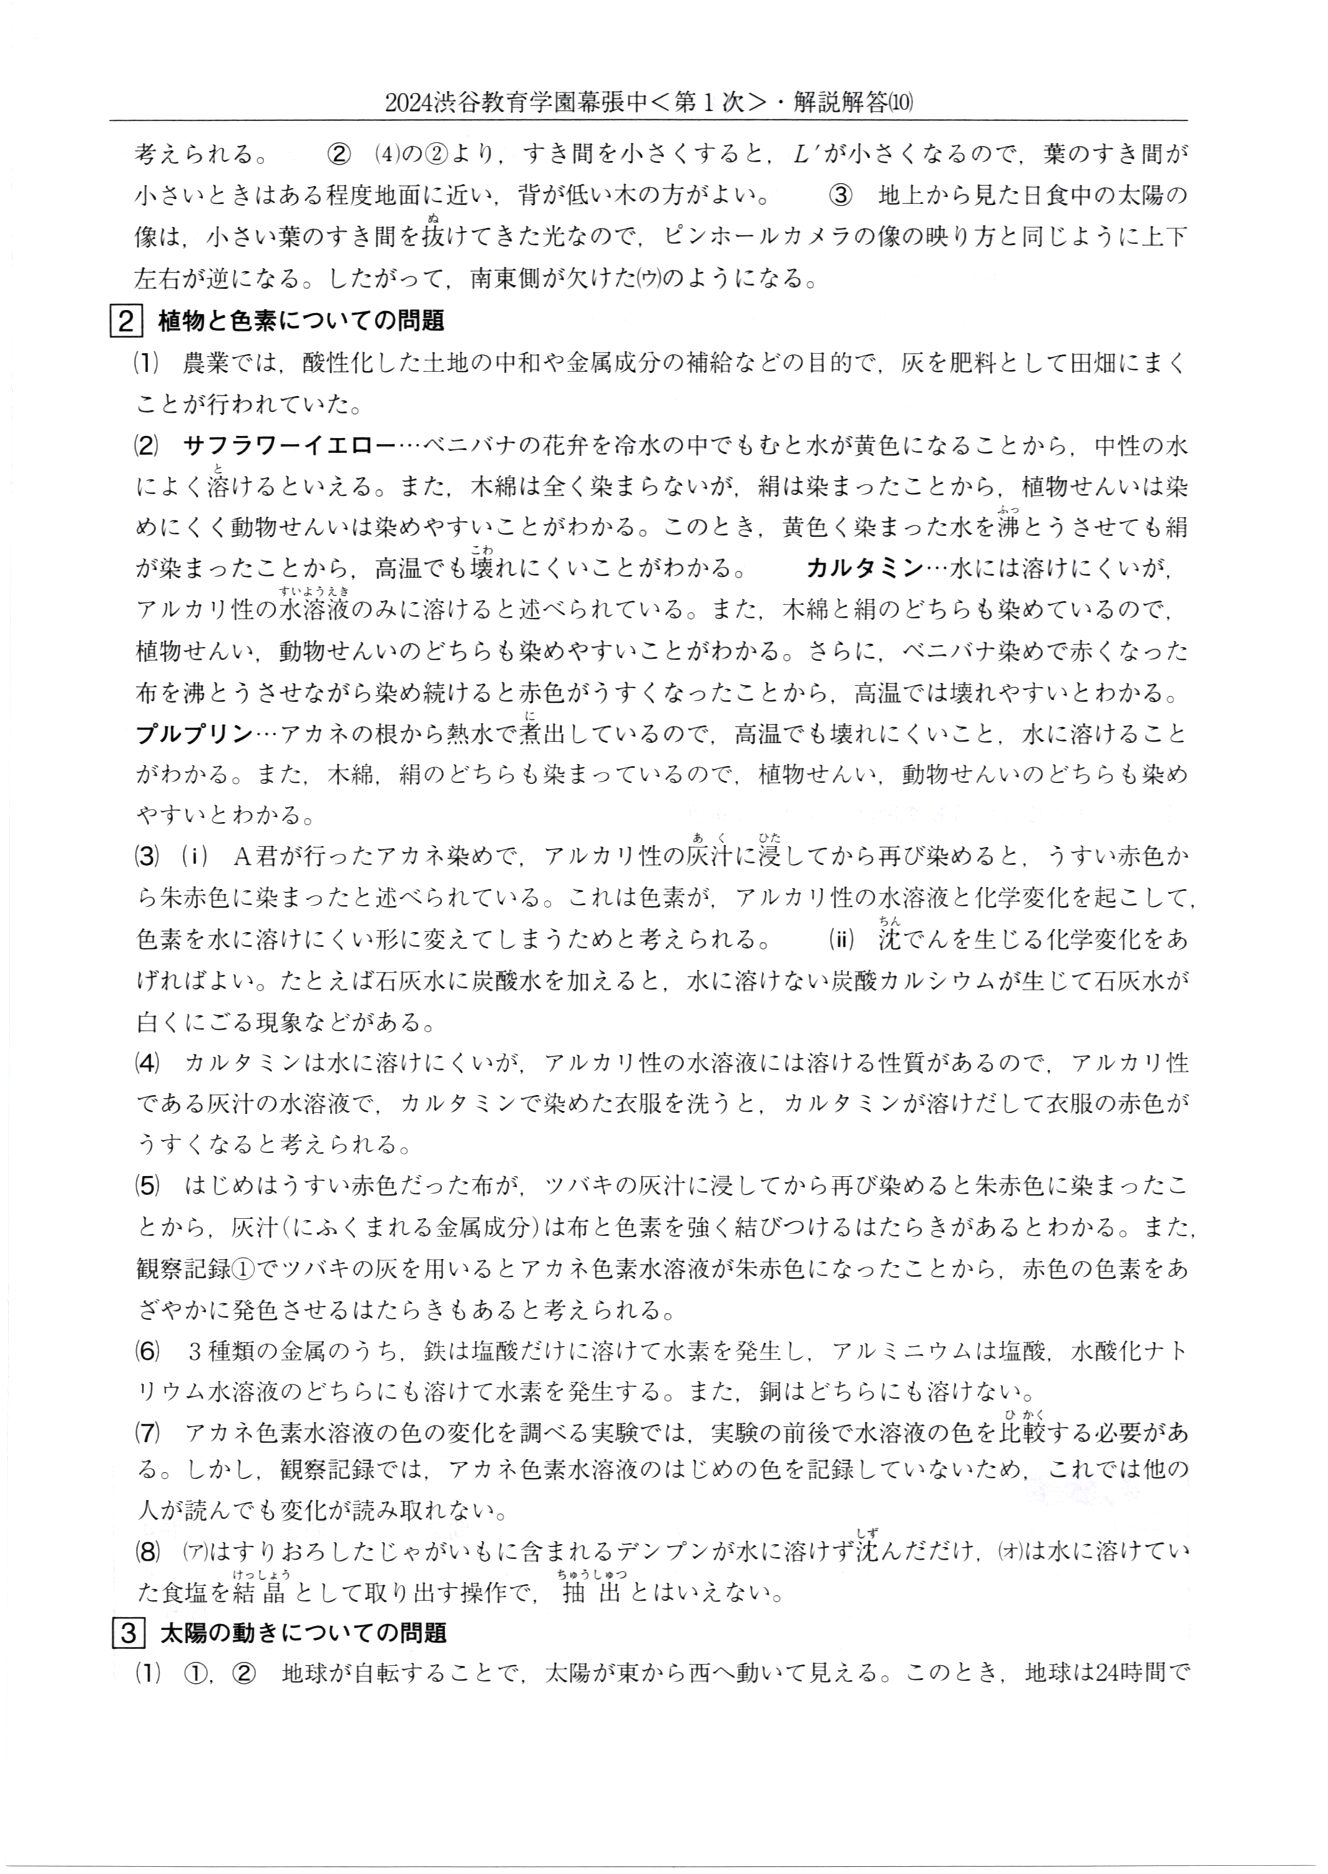 2024渋谷教育学園幕張中＜第１次＞・解説解答⑽
考えられる。　② ⑷の②より，すき間を小さくすると，L′が小さくなるので，葉のすき間が
小さいときはある程度地面に近い，背が低い木の方がよい。　③ 地上から見た日食中の太陽の
像は，小さい葉のすき間を抜けてきた光なので，ピンホールカメラの像の映り方と同じように上下
左右が逆になる。したがって，南東側が欠けた(ウ)のようになる。
2 植物と色素についての問題
⑴ 農業では，酸性化した土地の中和や金属成分の補給などの目的で，灰を肥料として田畑にまく
ことが行われていた。
⑵ サフラワーイエロー…ベニバナの花弁を冷水の中でもむと水が黄色になることから，中性の水
によく溶けるといえる。また，木綿は全く染まらないが，絹は染まったことから，植物せんいは染
めにくく動物せんいは染めやすいことがわかる。このとき，黄色く染まった水を沸とうさせても絹
が染まったことから，高温でも壊れにくいことがわかる。　カルタミン…水には溶けにくいが，
アルカリ性の水溶液のみに溶けると述べられている。また，木綿と絹のどちらも染めているので，
植物せんい，動物せんいのどちらも染めやすいことがわかる。さらに，ベニバナ染めで赤くなった
布を沸とうさせながら染め続けると赤色がうすくなったことから，高温では壊れやすいとわかる。
プルプリン…アカネの根から熱水で煮出しているので，高温でも壊れにくいこと，水に溶けること
がわかる。また，木綿，絹のどちらも染まっているので，植物せんい，動物せんいのどちらも染め
やすいとわかる。
⑶ (ⅰ) Ａ君が行ったアカネ染めで，アルカリ性の灰汁に浸してから再び染めると，うすい赤色か
ら朱赤色に染まったと述べられている。これは色素が，アルカリ性の水溶液と化学変化を起こして，
色素を水に溶けにくい形に変えてしまうためと考えられる。　(ⅱ) 沈でんを生じる化学変化をあ
げればよい。たとえば石灰水に炭酸水を加えると，水に溶けない炭酸カルシウムが生じて石灰水が
白くにごる現象などがある。
⑷ カルタミンは水に溶けにくいが，アルカリ性の水溶液には溶ける性質があるので，アルカリ性
である灰汁の水溶液で，カルタミンで染めた衣服を洗うと，カルタミンが溶けだして衣服の赤色が
うすくなると考えられる。
⑸ はじめはうすい赤色だった布が，ツバキの灰汁に浸してから再び染めると朱赤色に染まったこ
とから，灰汁(にふくまれる金属成分)は布と色素を強く結びつけるはたらきがあるとわかる。また，
観察記録①でツバキの灰を用いるとアカネ色素水溶液が朱赤色になったことから，赤色の色素をあ
ざやかに発色させるはたらきもあると考えられる。
⑹ ３種類の金属のうち，鉄は塩酸だけに溶けて水素を発生し，アルミニウムは塩酸，水酸化ナト
リウム水溶液のどちらにも溶けて水素を発生する。また，銅はどちらにも溶けない。
⑺ アカネ色素水溶液の色の変化を調べる実験では，実験の前後で水溶液の色を比較する必要があ
る。しかし，観察記録では，アカネ色素水溶液のはじめの色を記録していないため，これでは他の
人が読んでも変化が読み取れない。
⑻ (ア)はすりおろしたじゃがいもに含まれるデンプンが水に溶けず沈んだだけ，(オ)は水に溶けてい
た食塩を結晶として取り出す操作で，抽出とはいえない。
3 太陽の動きについての問題
⑴ ①，② 地球が自転することで，太陽が東から西へ動いて見える。このとき，地球は24時間で